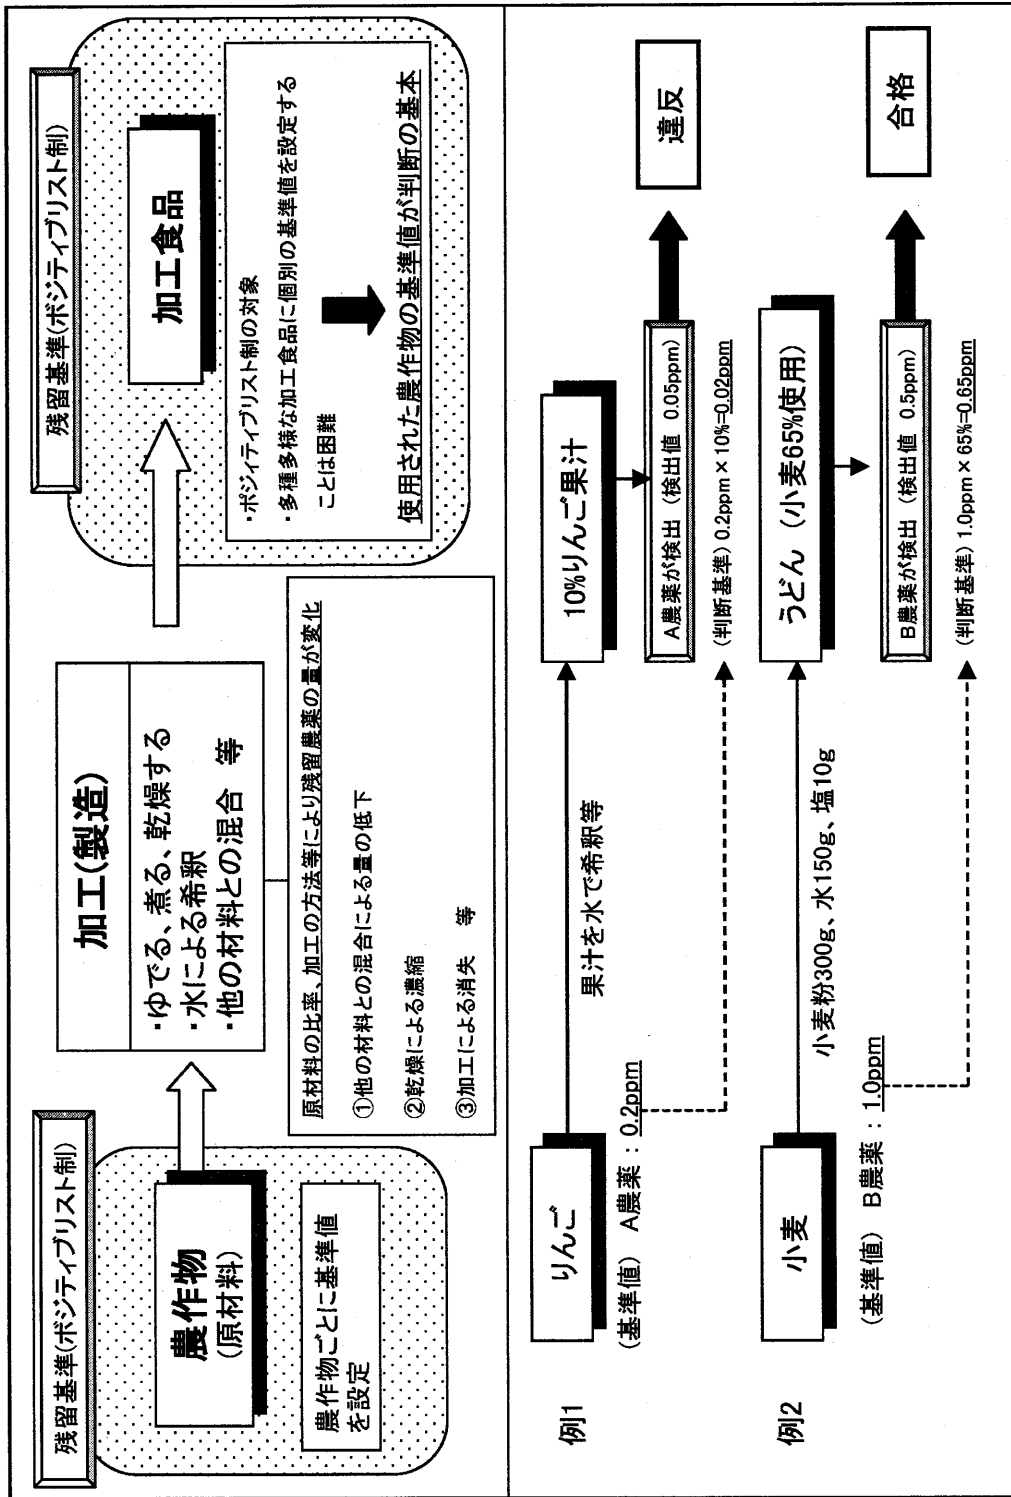 残留基準(ポジティブリスト制)
農作物
(原材料)
農作物ごとに基準値
を設定
加工(製造)
・ゆでる、煮る、乾燥する
・水による希釈
・他の材料との混合 等
原材料の比率、加工の方法等により残留農薬の量が変化
①他の材料との混合による量の低下
②乾燥による濃縮
③加工による消失 等
残留基準(ポジティブリスト制)
加工食品
・ポジィティブリスト制の対象
・多種多様な加工食品に個別の基準値を設定する
ことは困難
使用された農作物の基準値が判断の基本
例1
りんご
(基準値) A農薬：0.2ppm
果汁を水で希釈等
10%りんご果汁
A農薬が検出 (検出値 0.05ppm)
(判断基準) 0.2ppm×10%=0.02ppm
違反
例2
小麦
(基準値) B農薬：1.0ppm
小麦粉300g、水150g、塩10g
うどん (小麦65%使用)
B農薬が検出 (検出値 0.5ppm)
(判断基準) 1.0ppm×65%=0.65ppm
合格